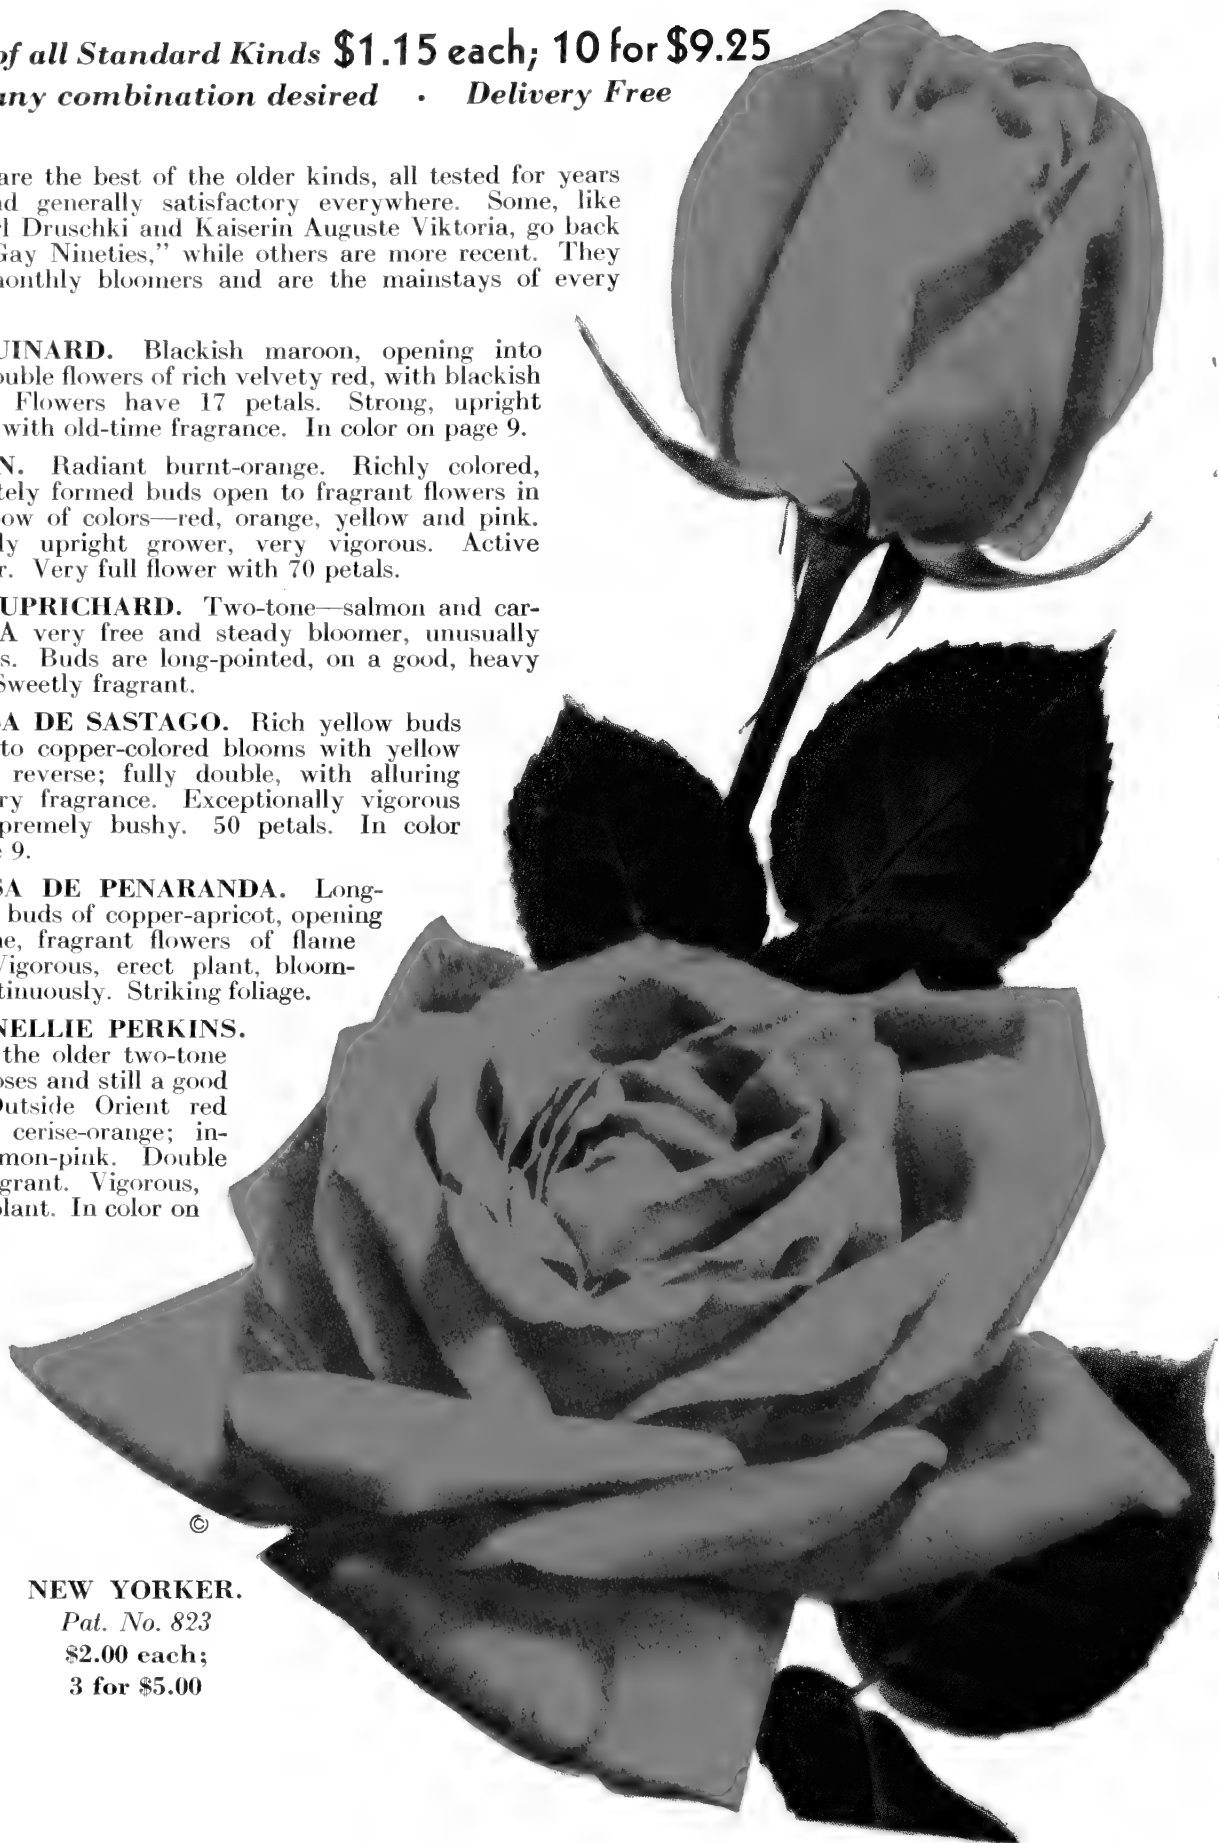 of all Standard Kinds $1.15 each; 10 for $9.25
any combination desired • Delivery Free
are the best of the older kinds, all tested for years
nd generally satisfactory everywhere. Some, like
rl Druschki and Kaiserin Auguste Viktoria, go back
Gay Nineties,” while others are more recent. They
nonthly bloomers and are the mainstays of every
UINARD. Blackish maroon, opening into
ouble flowers of rich velvety red, with blackish
Flowers have 17 petals. Strong, upright
with old-time fragrance. In color on page 9.
N. Radiant burnt-orange. Richly colored,
tely formed buds open to fragrant flowers in
ow of colors—red, orange, yellow and pink.
ly upright grower, very vigorous. Active
r. Very full flower with 70 petals.
UPRICHARD. Two-tone—salmon and car-
A very free and steady bloomer, unusually
s. Buds are long-pointed, on a good, heavy
Sweetly fragrant.
SA DE SASTAGO. Rich yellow buds
to copper-colored blooms with yellow
reverse; fully double, with alluring
ry fragrance. Exceptionally vigorous
premely bushy. 50 petals. In color
e 9.
SA DE PENARANDA. Long-
buds of copper-apricot, opening
ne, fragrant flowers of flame
Vigorous, erect plant, bloom-
tinuously. Striking foliage.
NELLIE PERKINS.
the older two-tone
oses and still a good
Outside Orient red
cerise-orange; in-
mon-pink. Double
grant. Vigorous,
plant. In color on
©
NEW YORKER.
Pat. No. 823
$2.00 each;
3 for $5.00